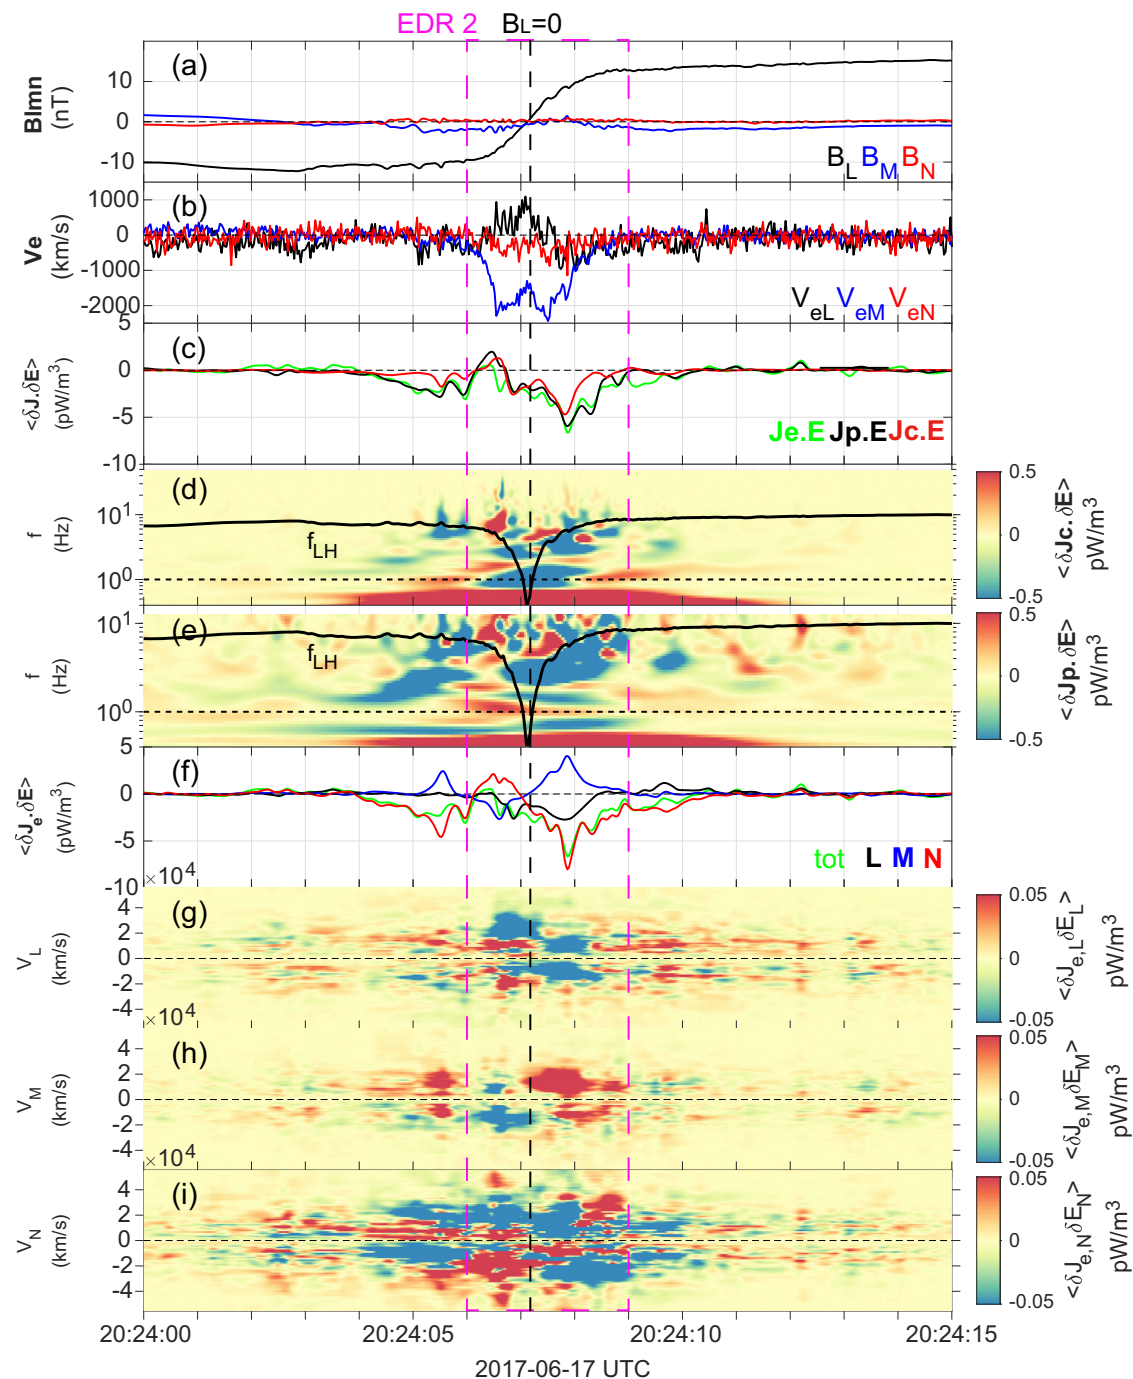 EDR 2 BL=0
(a)
Blmn
(nT)
10
0
-10
BL BM BN
(b)
Ve
(km/s)
1000
0
-1000
-2000
VeL VeM VeN
(c)
<δJ.δE>
(pW/m3)
5
0
-5
-10
Je.E Jp.E Jc.E
(d)
f
(Hz)
10¹
10⁰
fLH
0.5
0
-0.5
<δJc.δE>
pW/m3
(e)
f
(Hz)
10¹
10⁰
fLH
0.5
0
-0.5
<δJp.δE>
pW/m3
(f)
<δJe.δE>
(pW/m3)
5
0
-5
-10
tot L M N
×10⁴
(g)
VL
(km/s)
4
2
0
-2
-4
0.05
0
-0.05
<δJe,LδEL>
pW/m3
×10⁴
(h)
VM
(km/s)
4
2
0
-2
-4
0.05
0
-0.05
<δJe,MδEM>
pW/m3
×10⁴
(i)
VN
(km/s)
4
2
0
-2
-4
0.05
0
-0.05
<δJe,NδEN>
pW/m3
20:24:00 20:24:05 20:24:10 20:24:15
2017-06-17 UTC